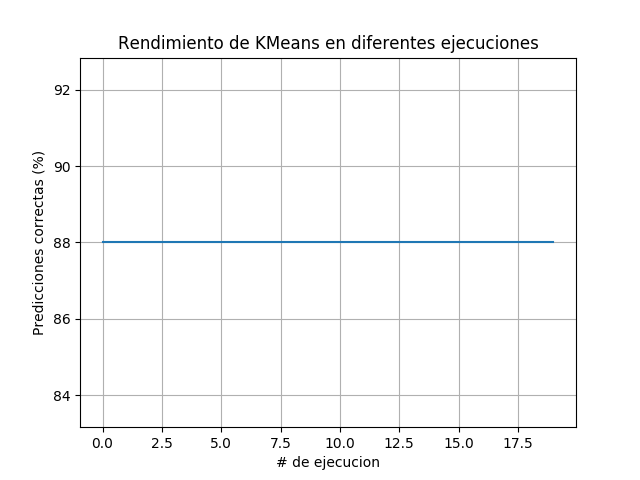 Rendimiento de KMeans en diferentes ejecuciones
92
90
88
86
84
Predicciones correctas (%)
0.0 2.5 5.0 7.5 10.0 12.5 15.0 17.5
# de ejecucion